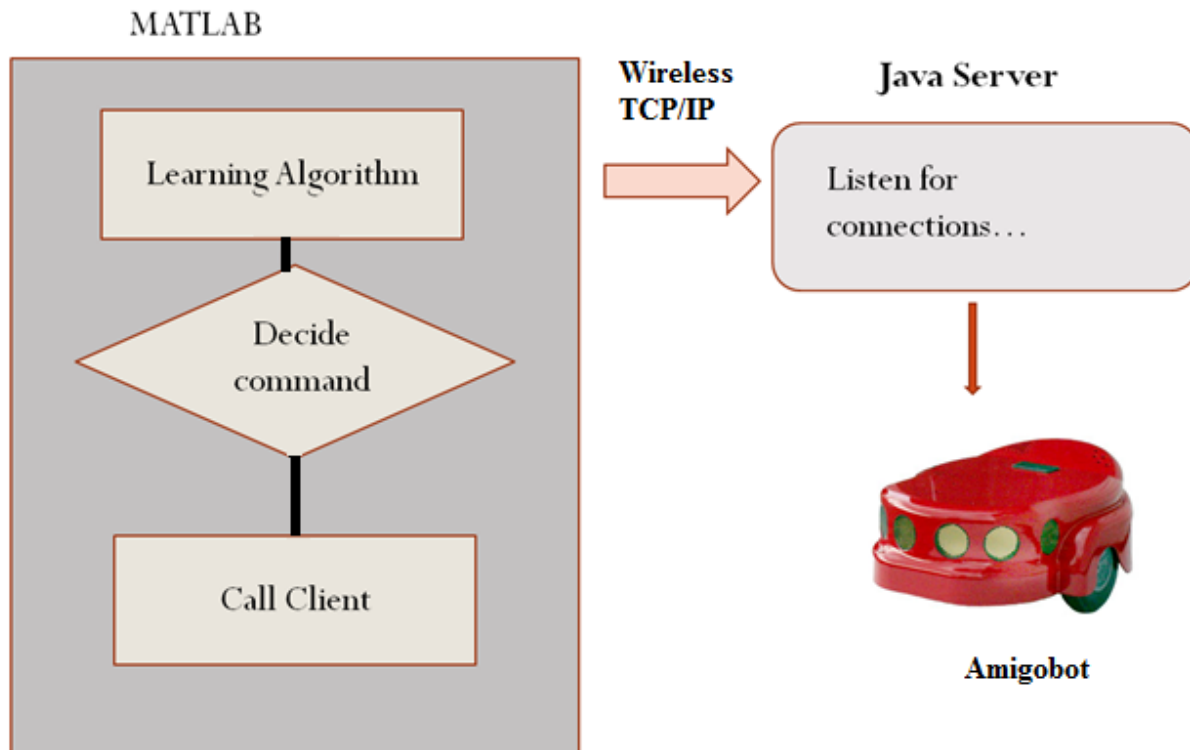 MATLAB
Learning Algorithm
Decide
command
Call Client
Wireless
TCP/IP
Java Server
Listen for
connections…
Amigobot